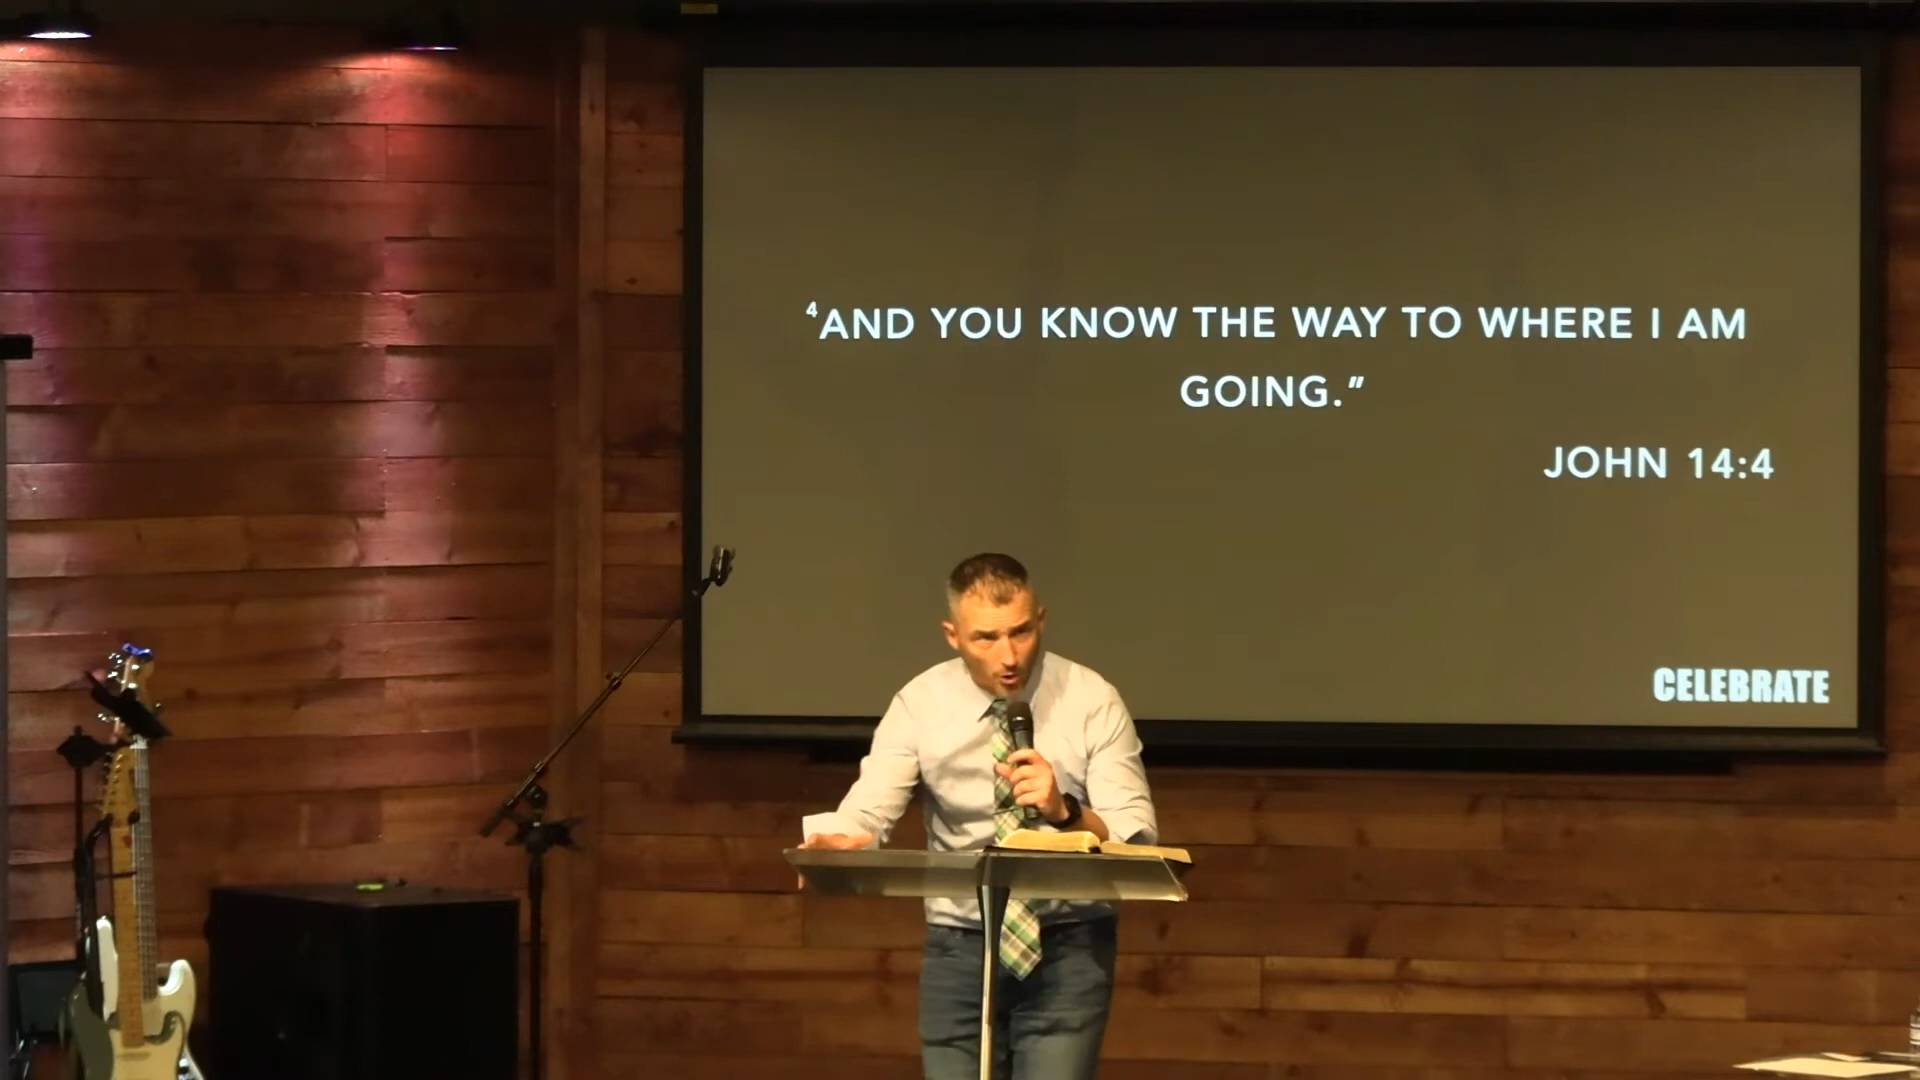 ⁴AND YOU KNOW THE WAY TO WHERE I AM
GOING.”
JOHN 14:4
CELEBRATE